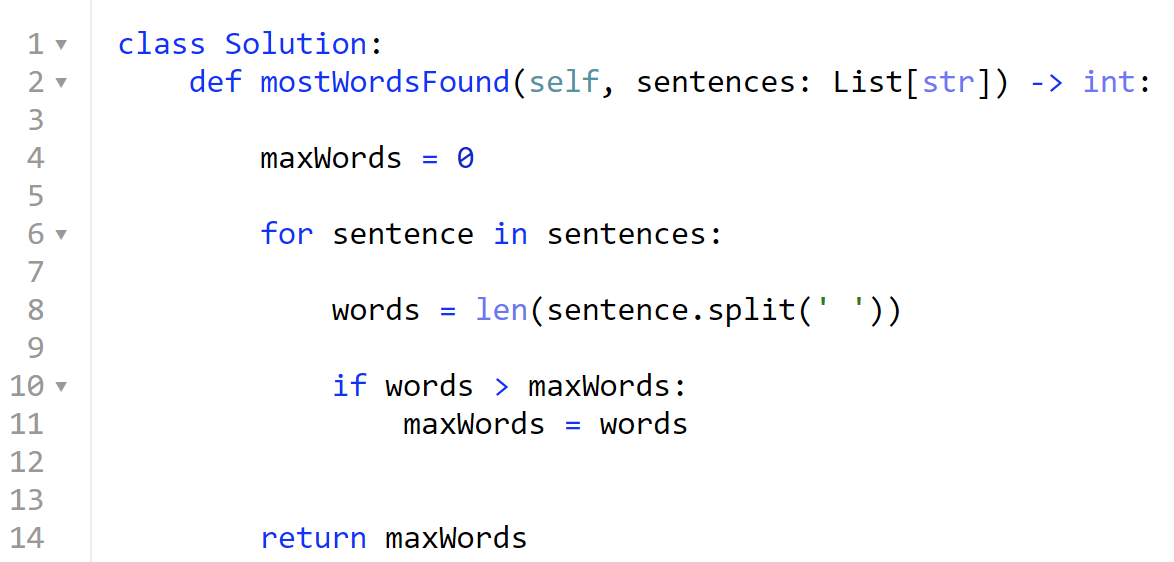 1 class Solution:
2     def mostWordsFound(self, sentences: List[str]) -> int:
3
4         maxWords = 0
5
6         for sentence in sentences:
7
8             words = len(sentence.split(' '))
9
10             if words > maxWords:
11                 maxWords = words
12
13
14         return maxWords